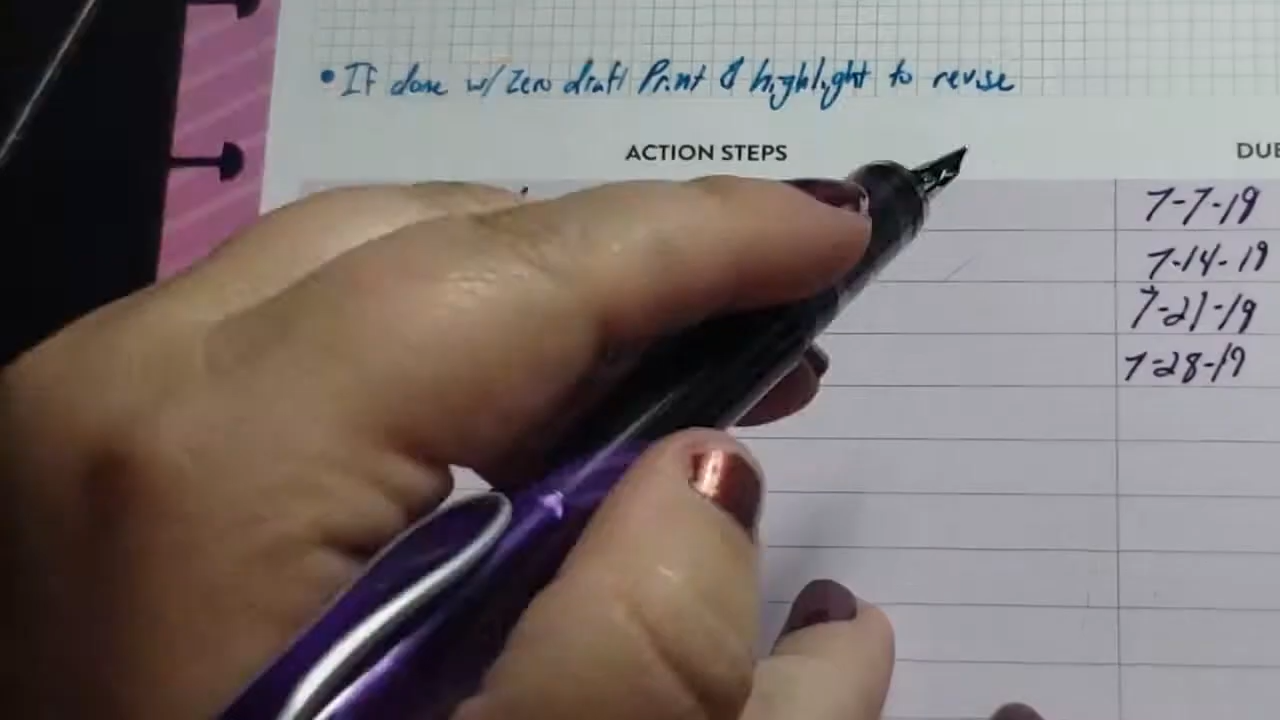 • If done w/ Zero draft Print & highlight to revise
ACTION STEPS
DUE
7-7-19
7-14-19
7-21-19
7-28-19